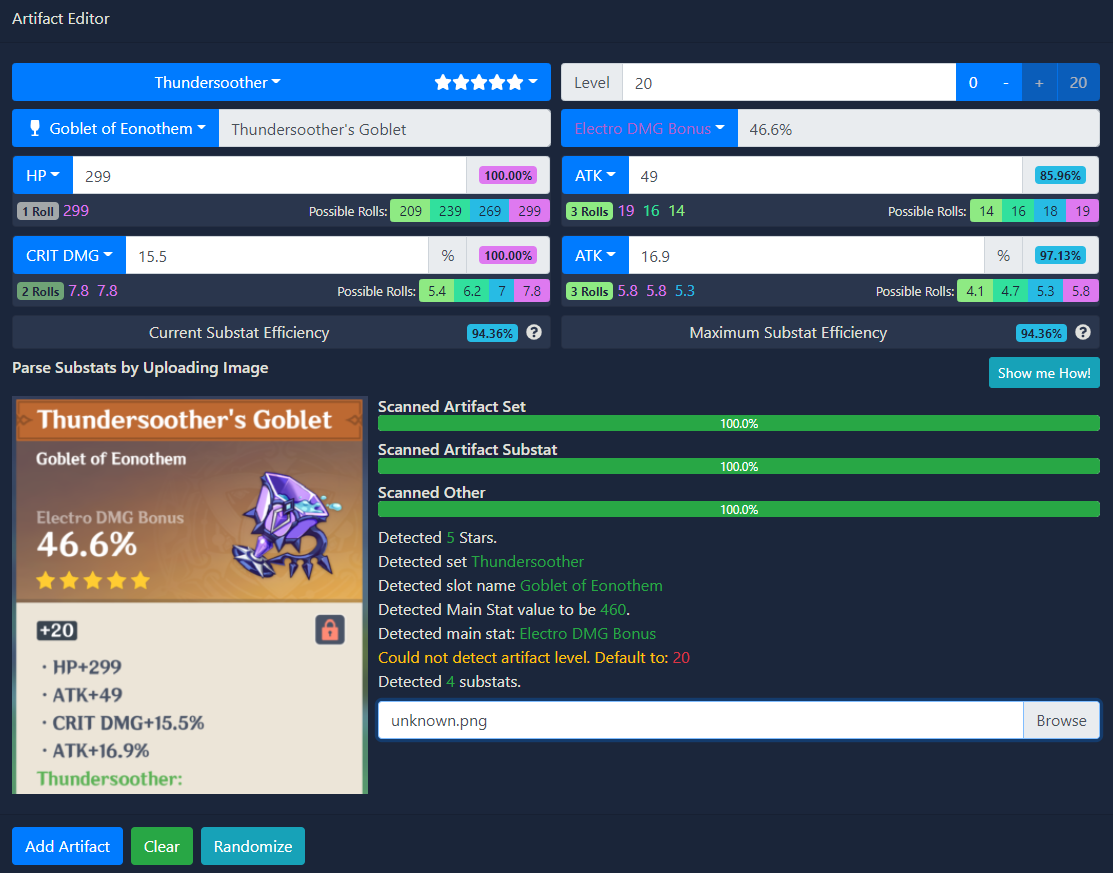 Artifact Editor
Thundersoother
Level 20 0 - + 20
Goblet of Eonothem Thundersoother's Goblet
Electro DMG Bonus 46.6%
HP 299 100.00%
1 Roll 299 Possible Rolls: 209 239 269 299
ATK 49 85.96%
3 Rolls 19 16 14 Possible Rolls: 14 16 18 19
CRIT DMG 15.5 % 100.00%
2 Rolls 7.8 7.8 Possible Rolls: 5.4 6.2 7 7.8
ATK 16.9 % 97.13%
3 Rolls 5.8 5.8 5.3 Possible Rolls: 4.1 4.7 5.3 5.8
Current Substat Efficiency 94.36% ?
Maximum Substat Efficiency 94.36% ?
Parse Substats by Uploading Image
Show me How!
Thundersoother's Goblet
Goblet of Eonothem
Electro DMG Bonus
46.6%
+20
· HP+299
· ATK+49
· CRIT DMG+15.5%
· ATK+16.9%
Thundersoother:
Scanned Artifact Set
100.0%
Scanned Artifact Substat
100.0%
Scanned Other
100.0%
Detected 5 Stars.
Detected set Thundersoother
Detected slot name Goblet of Eonothem
Detected Main Stat value to be 460.
Detected main stat: Electro DMG Bonus
Could not detect artifact level. Default to: 20
Detected 4 substats.
unknown.png Browse
Add Artifact Clear Randomize